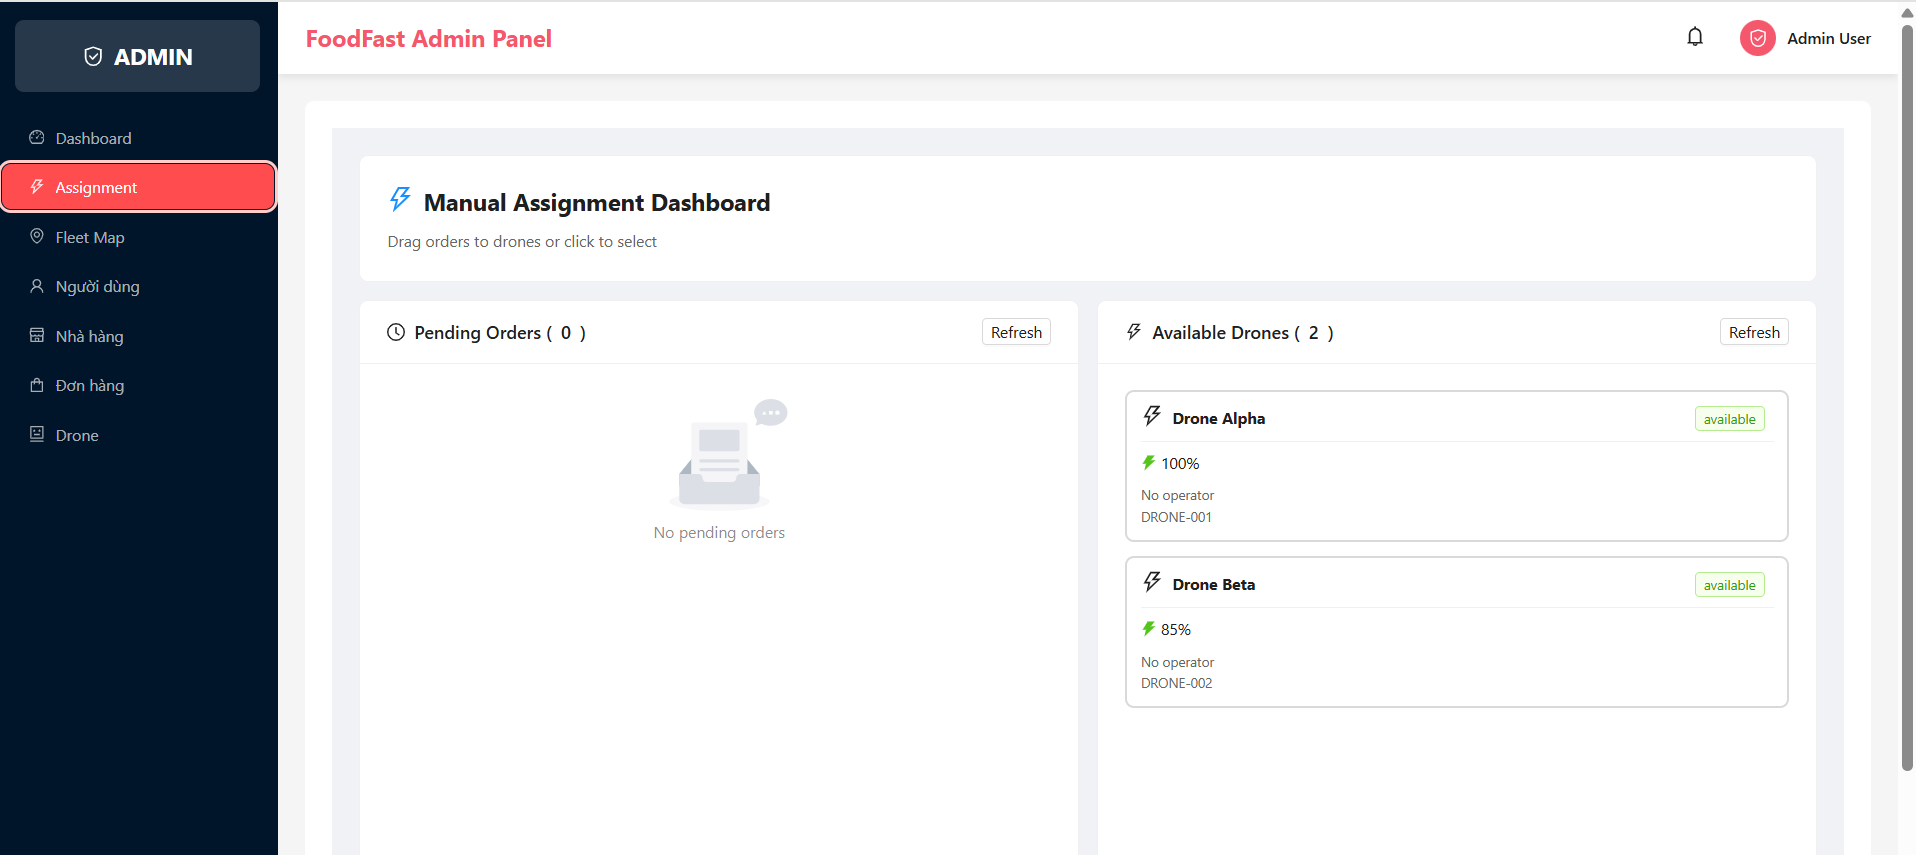 ADMIN
Dashboard
Assignment
Fleet Map
Người dùng
Nhà hàng
Đơn hàng
Drone
FoodFast Admin Panel
Admin User
Manual Assignment Dashboard
Drag orders to drones or click to select
Pending Orders ( 0 )
Refresh
No pending orders
Available Drones ( 2 )
Refresh
Drone Alpha
available
100%
No operator
DRONE-001
Drone Beta
available
85%
No operator
DRONE-002